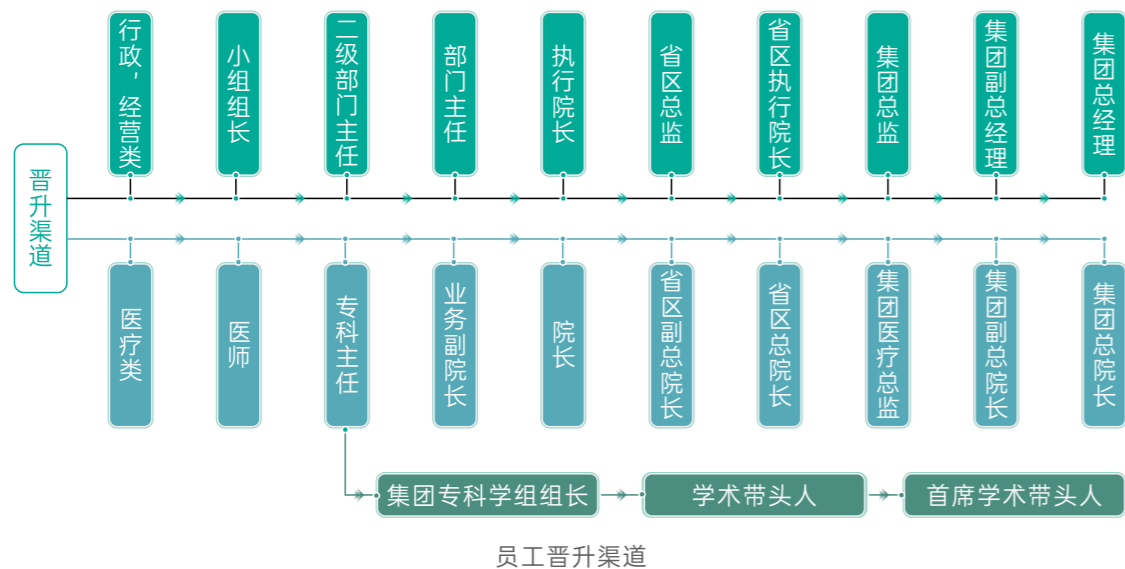 晋升渠道
行政，经营类
小组组长
二级部门主任
部门主任
执行院长
省区总监
省区执行院长
集团总监
集团副总经理
集团总经理
医疗类
医师
专科主任
业务副院长
院长
省区副总院长
省区总院长
集团医疗总监
集团副总院长
集团总院长
集团专科学组组长
学术带头人
首席学术带头人
员工晋升渠道